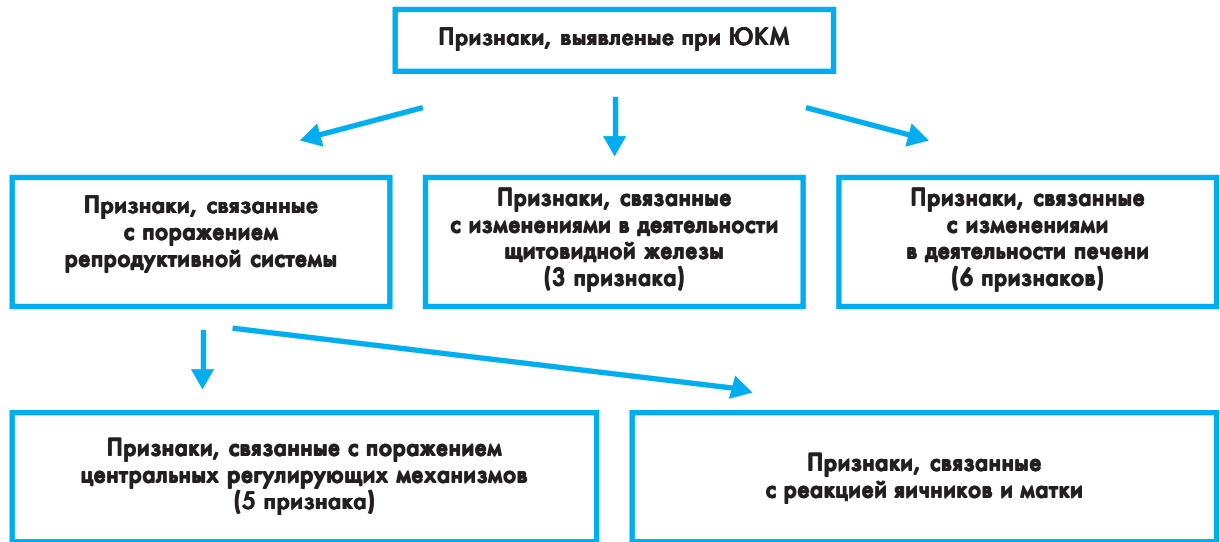 Признаки, выявленые при ЮКМ
Признаки, связанные
с поражением
репродуктивной системы
Признаки, связанные
с изменениями в деятельности
щитовидной железы
(3 признака)
Признаки, связанные
с изменениями
в деятельности печени
(6 признаков)
Признаки, связанные с поражением
центральных регулирующих механизмов
(5 признака)
Признаки, связанные
с реакцией яичников и матки